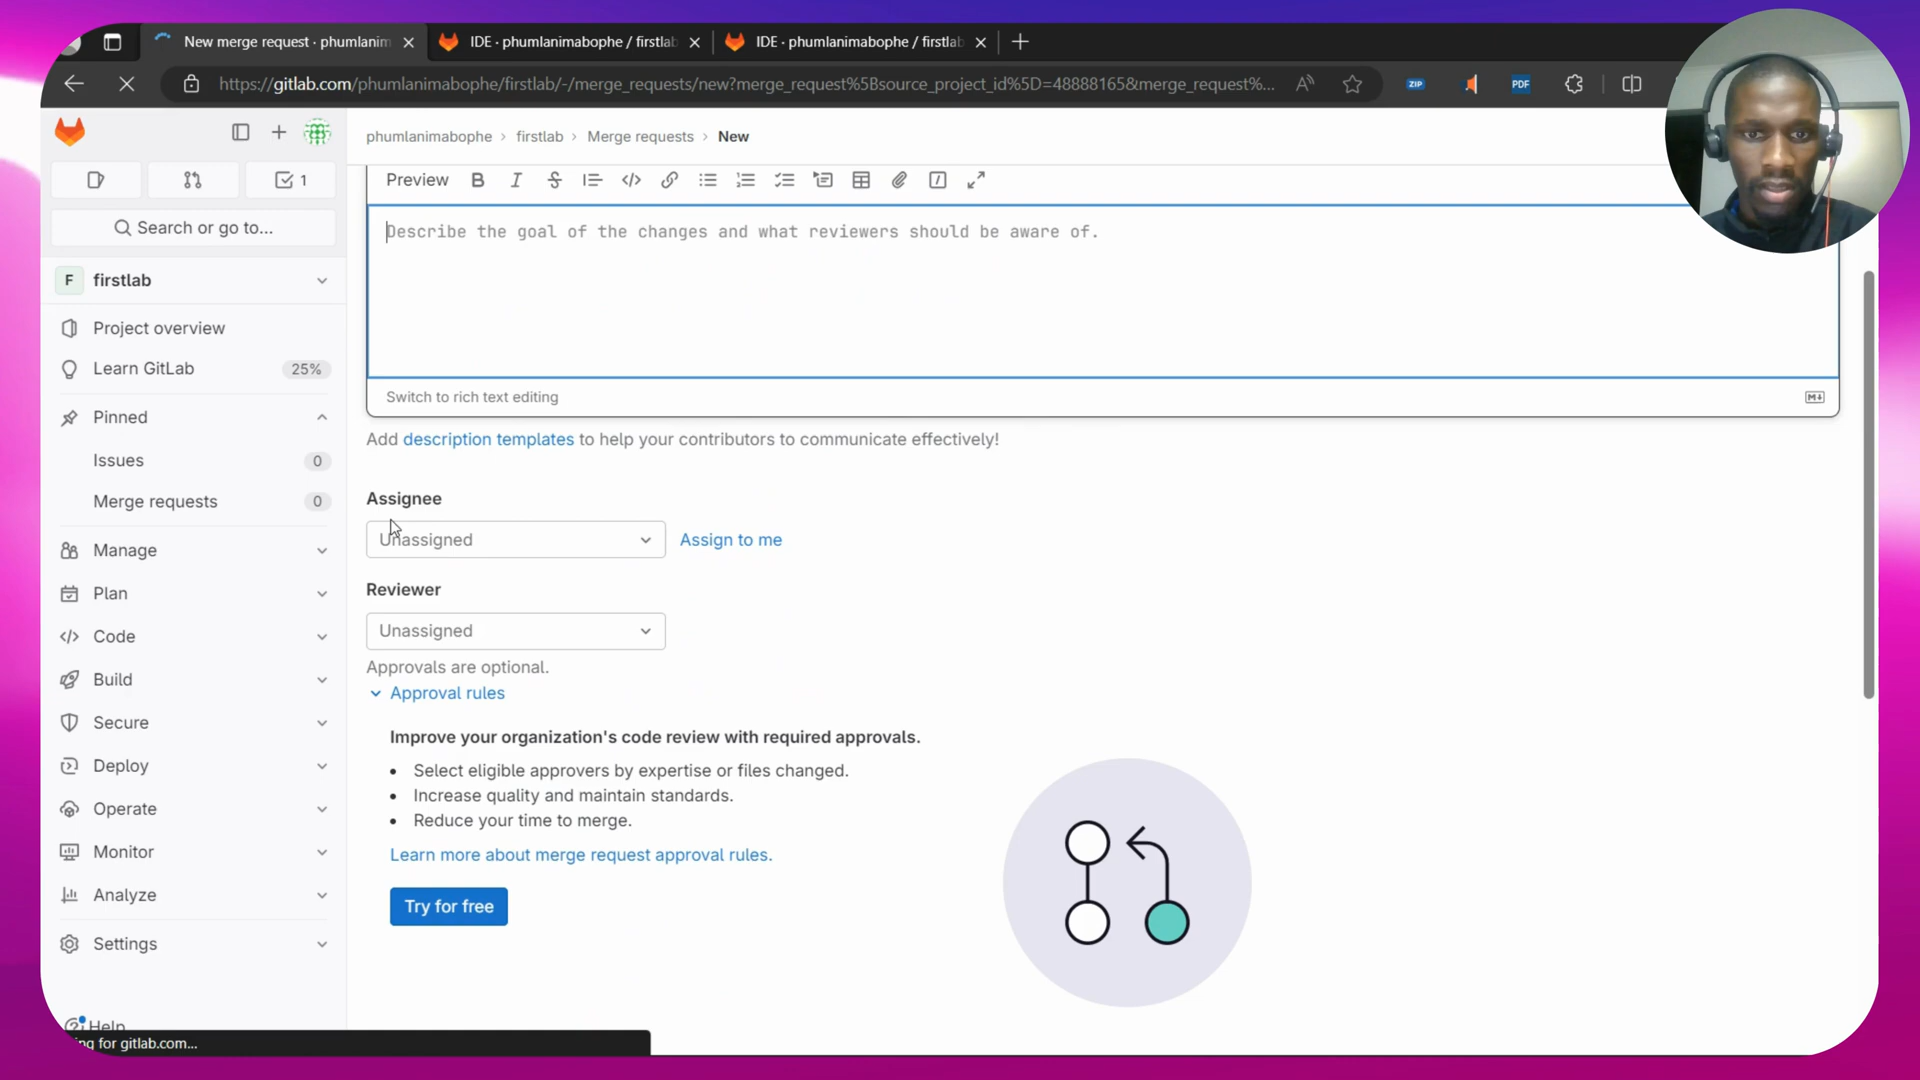 New merge request · phumlanim
IDE · phumlanimabophe / firstlab
IDE · phumlanimabophe / firstlab
https://gitlab.com/phumlanimabophe/firstlab/-/merge_requests/new?merge_request%5Bsource_project_id%5D=48888165&merge_request%...
ZIP
PDF
1
Search or go to...
F firstlab
Project overview
Learn GitLab 25%
Pinned
Issues 0
Merge requests 0
Manage
Plan
Code
Build
Secure
Deploy
Operate
Monitor
Analyze
Settings
Help
ng for gitlab.com...
phumlanimabophe › firstlab › Merge requests › New
Preview
Describe the goal of the changes and what reviewers should be aware of.
Switch to rich text editing
Add description templates to help your contributors to communicate effectively!
Assignee
Unassigned
Assign to me
Reviewer
Unassigned
Approvals are optional.
Approval rules
Improve your organization's code review with required approvals.
• Select eligible approvers by expertise or files changed.
• Increase quality and maintain standards.
• Reduce your time to merge.
Learn more about merge request approval rules.
Try for free